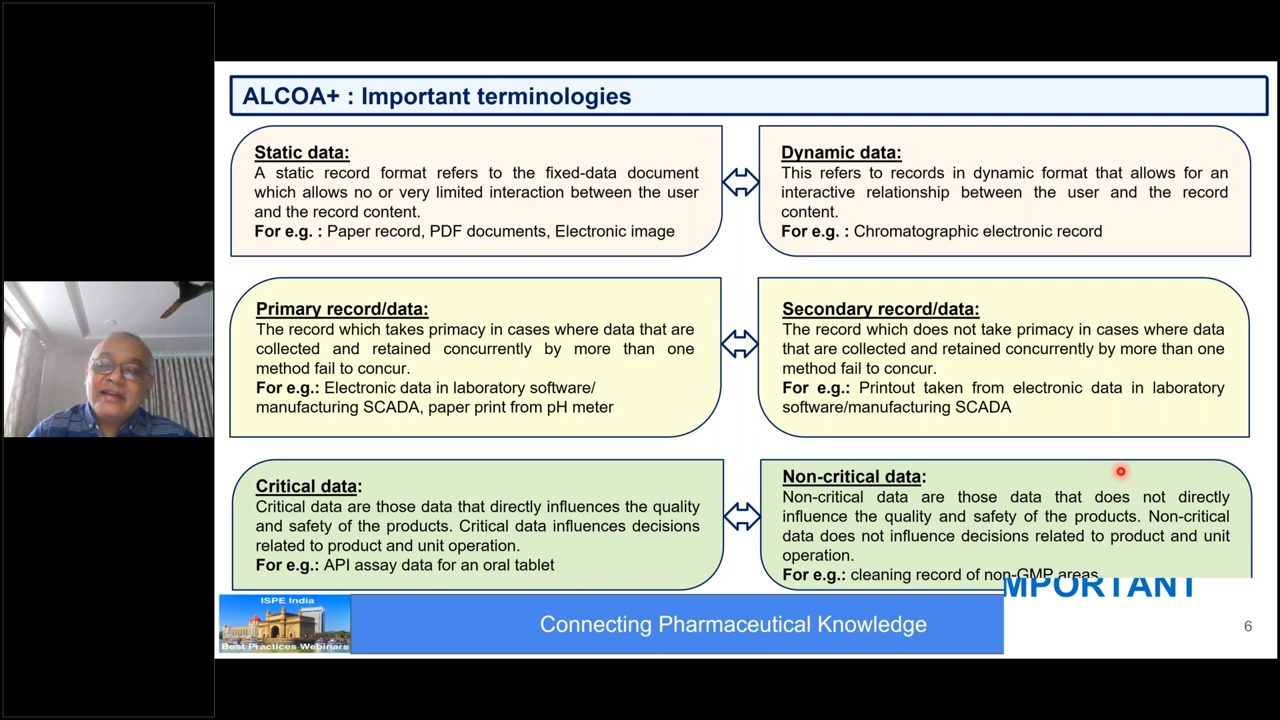 ALCOA+ : Important terminologies
Static data:
A static record format refers to the fixed-data document
which allows no or very limited interaction between the user
and the record content.
For e.g. : Paper record, PDF documents, Electronic image
Dynamic data:
This refers to records in dynamic format that allows for an
interactive relationship between the user and the record
content.
For e.g. : Chromatographic electronic record
Primary record/data:
The record which takes primacy in cases where data that are
collected and retained concurrently by more than one
method fail to concur.
For e.g.: Electronic data in laboratory software/
manufacturing SCADA, paper print from pH meter
Secondary record/data:
The record which does not take primacy in cases where data
that are collected and retained concurrently by more than one
method fail to concur.
For e.g.: Printout taken from electronic data in laboratory
software/manufacturing SCADA
Critical data:
Critical data are those data that directly influences the quality
and safety of the products. Critical data influences decisions
related to product and unit operation.
For e.g.: API assay data for an oral tablet
Non-critical data:
Non-critical data are those data that does not directly
influence the quality and safety of the products. Non-critical
data does not influence decisions related to product and unit
operation.
For e.g.: cleaning record of non-GMP areas
MPORTANT
ISPE India
Best Practices Webinars
Connecting Pharmaceutical Knowledge
6